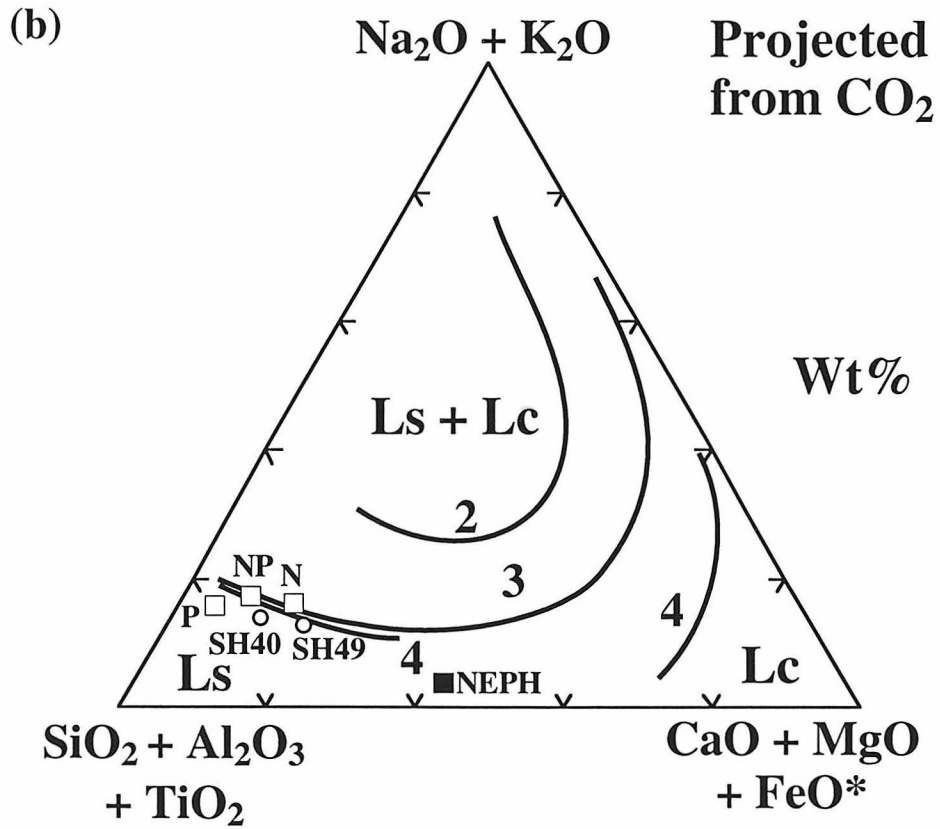 (b)
Na₂O + K₂O
Projected
from CO₂
Wt%
Ls + Lc
2
3
4
NP
N
P
SH40
SH49
4
Ls
NEPH
Lc
SiO₂ + Al₂O₃
+ TiO₂
CaO + MgO
+ FeO*